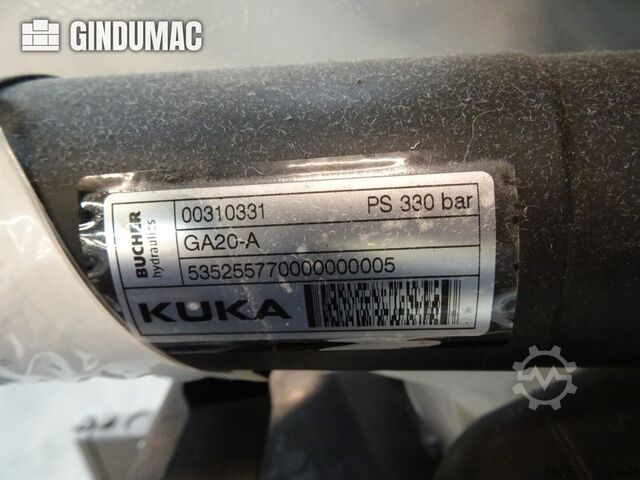 GINDUMAC
BUCHER
hydraulics
00310331 PS 330 bar
GA20-A
535255770000000005
KUKA